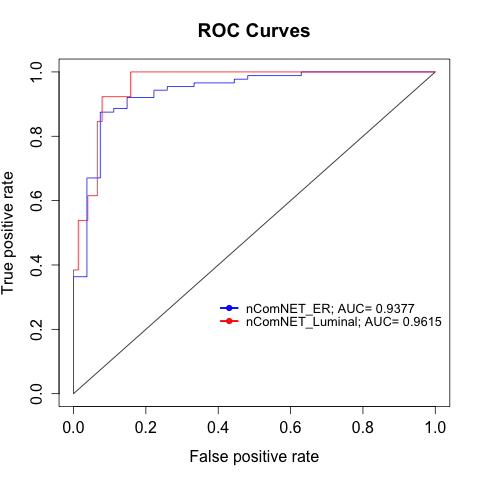 ROC Curves
True positive rate
1.0
0.8
0.6
0.4
0.2
0.0
nComNET_ER; AUC= 0.9377
nComNET_Luminal; AUC= 0.9615
0.0 0.2 0.4 0.6 0.8 1.0
False positive rate